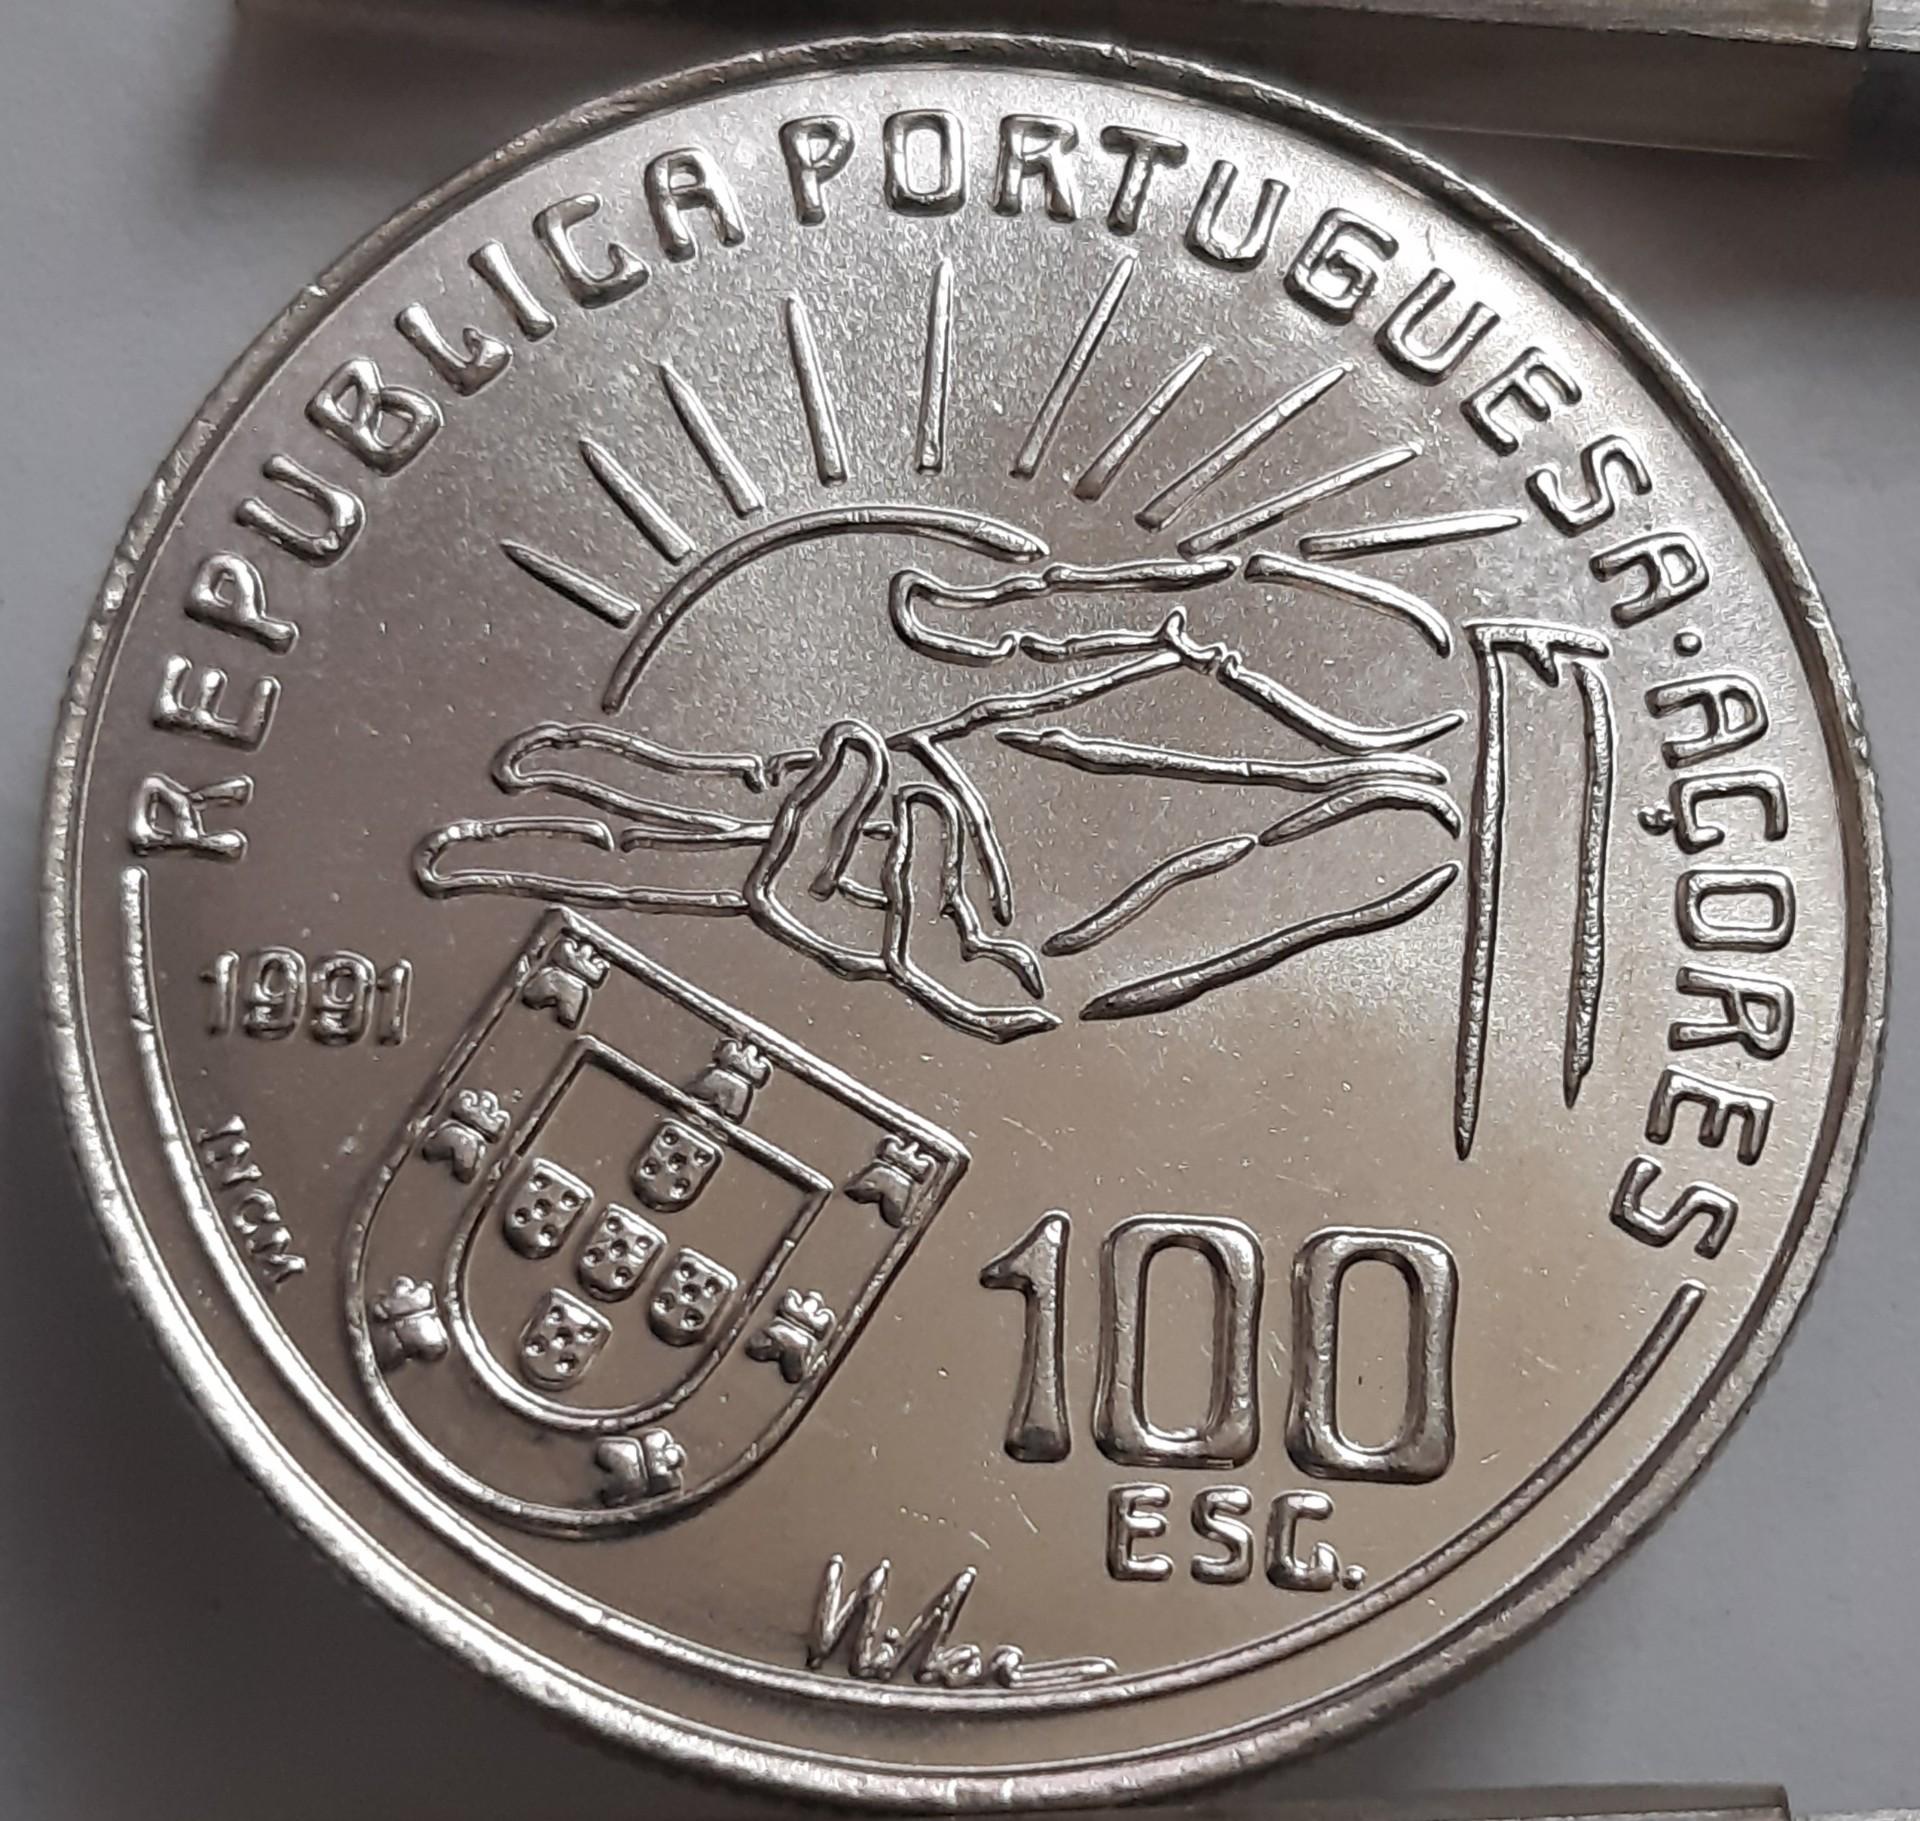 REPUBLICA PORTUGUESA·AÇORES
1991
INCM
100
ESC.